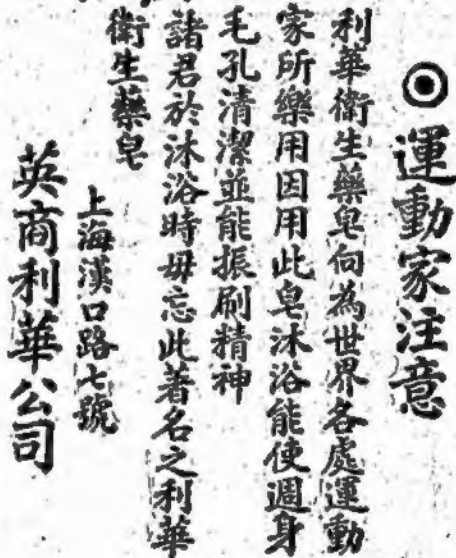 ◎運動家注意
利華衛生藥皂向為世界各處運動
家所樂用因用此皂沐浴能使週身
毛孔清潔並能振刷精神
諸君於沐浴時毋忘此著名之利華
衛生藥皂
上海漢口路七號
英商利華公司